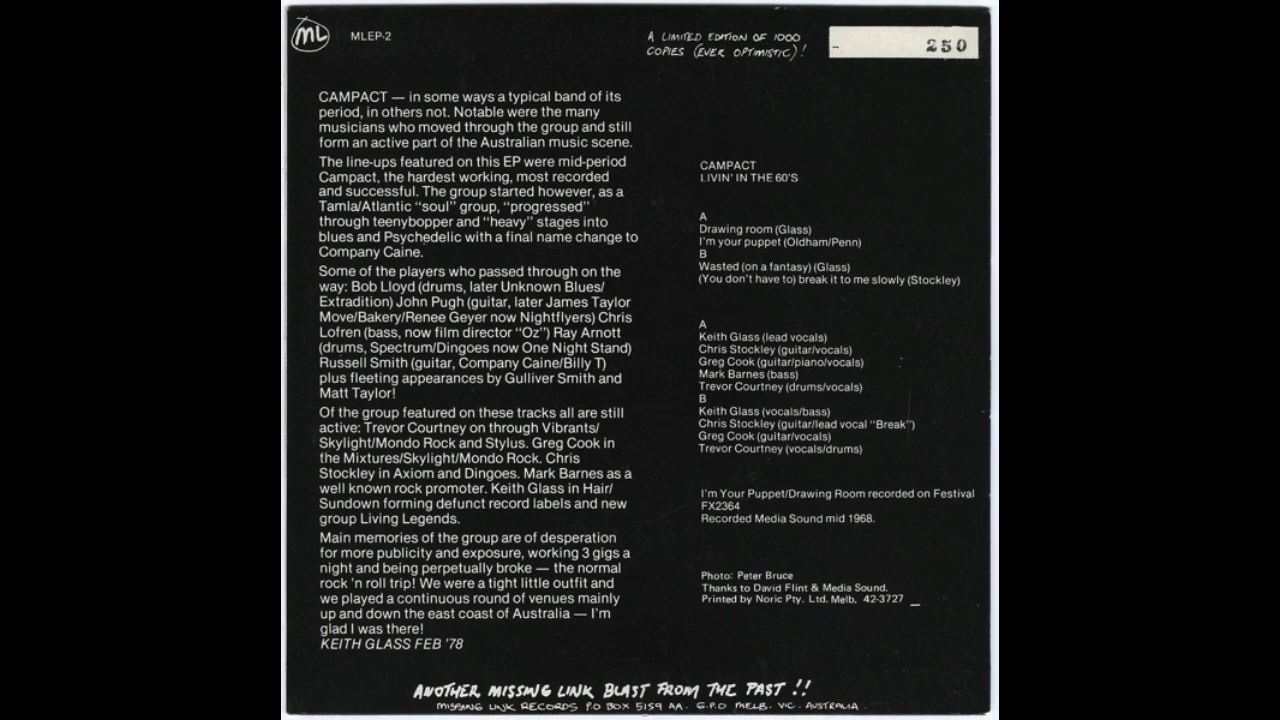 ML
MLEP-2
A LIMITED EDITION OF 1000
COPIES (EVER OPTIMISTIC)!
250
CAMPACT — in some ways a typical band of its
period, in others not. Notable were the many
musicians who moved through the group and still
form an active part of the Australian music scene.
The line-ups featured on this EP were mid-period
Campact, the hardest working, most recorded
and successful. The group started however, as a
Tamla/Atlantic “soul” group, “progressed”
through teenybopper and “heavy” stages into
blues and Psychedelic with a final name change to
Company Caine.
Some of the players who passed through on the
way: Bob Lloyd (drums, later Unknown Blues/
Extradition) John Pugh (guitar, later James Taylor
Move/Bakery/Renee Geyer now Nightflyers) Chris
Lofren (bass, now film director “Oz”) Ray Arnott
(drums, Spectrum/Dingoes now One Night Stand)
Russell Smith (guitar, Company Caine/Billy T)
plus fleeting appearances by Gulliver Smith and
Matt Taylor!
Of the group featured on these tracks all are still
active: Trevor Courtney on through Vibrants/
Skylight/Mondo Rock and Stylus. Greg Cook in
the Mixtures/Skylight/Mondo Rock. Chris
Stockley in Axiom and Dingoes. Mark Barnes as a
well known rock promoter. Keith Glass in Hair/
Sundown forming defunct record labels and new
group Living Legends.
Main memories of the group are of desperation
for more publicity and exposure, working 3 gigs a
night and being perpetually broke — the normal
rock ’n roll trip! We were a tight little outfit and
we played a continuous round of venues mainly
up and down the east coast of Australia — I’m
glad I was there!
KEITH GLASS FEB ’78
CAMPACT
LIVIN’ IN THE 60’S
A
Drawing room (Glass)
I’m your puppet (Oldham/Penn)
B
Wasted (on a fantasy) (Glass)
(You don’t have to) break it to me slowly (Stockley)
A
Keith Glass (lead vocals)
Chris Stockley (guitar/vocals)
Greg Cook (guitar/piano/vocals)
Mark Barnes (bass)
Trevor Courtney (drums/vocals)
B
Keith Glass (vocals/bass)
Chris Stockley (guitar/lead vocal “Break”)
Greg Cook (guitar/vocals)
Trevor Courtney (vocals/drums)
I’m Your Puppet/Drawing Room recorded on Festival
FX2364
Recorded Media Sound mid 1968.
Photo: Peter Bruce
Thanks to David Flint & Media Sound.
Printed by Noric Pty. Ltd. Melb. 42-3727
ANOTHER MISSING LINK BLAST FROM THE PAST !!
MISSING LINK RECORDS P.O BOX 5159 AA. G.P.O MELB. VIC. AUSTRALIA.